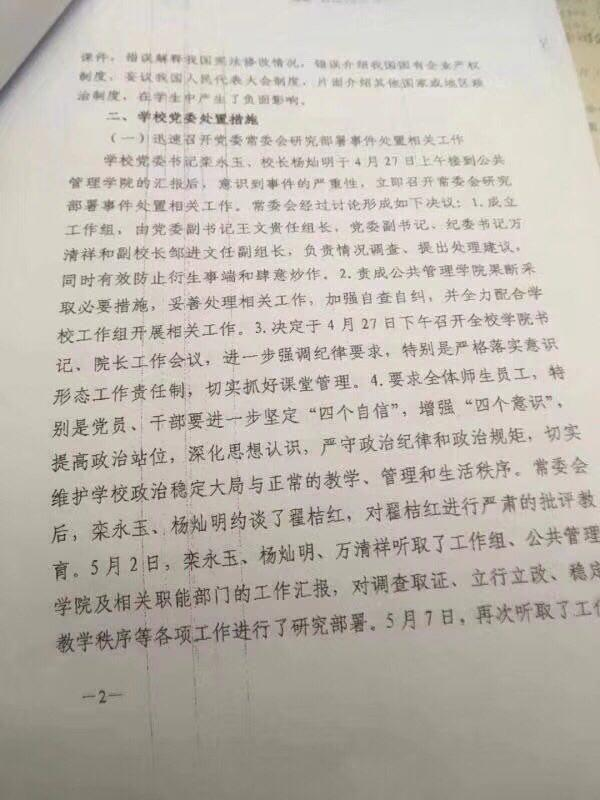 课件，错误解释我国宪法修改情况，错误介绍我国国有企业产权
制度，妄议我国人民代表大会制度，片面介绍其他国家或地区政
治制度，在学生中产生了负面影响。
二、学校党委处置措施
（一）迅速召开党委常委会研究部署事件处置相关工作
学校党委书记栾永玉、校长杨灿明于4月27日上午接到公共
管理学院的汇报后，意识到事件的严重性，立即召开常委会研究
部署事件处置相关工作。常委会经过讨论形成如下决议：1.成立
工作组，由党委副书记王文贵任组长，党委副书记、纪委书记万
清祥和副校长邹进文任副组长，负责情况调查、提出处理建议，
同时有效防止衍生事端和肆意炒作。2.责成公共管理学院果断采
取必要措施，妥善处理相关工作，加强自查自纠，并全力配合学
校工作组开展相关工作。3.决定于4月27日下午召开全校学院书
记、院长工作会议，进一步强调纪律要求，特别是严格落实意识
形态工作责任制，切实抓好课堂管理。4.要求全体师生员工，特
别是党员、干部要进一步坚定“四个自信”，增强“四个意识”，
提高政治站位，深化思想认识，严守政治纪律和政治规矩，切实
维护学校政治稳定大局与正常的教学、管理和生活秩序。常委会
后，栾永玉、杨灿明约谈了翟桔红，对翟桔红进行严肃的批评教
育。5月2日，栾永玉、杨灿明、万清祥听取了工作组、公共管理
学院及相关职能部门的工作汇报，对调查取证、立行立改、稳定
教学秩序等各项工作进行了研究部署。5月7日，再次听取了工作
—2—